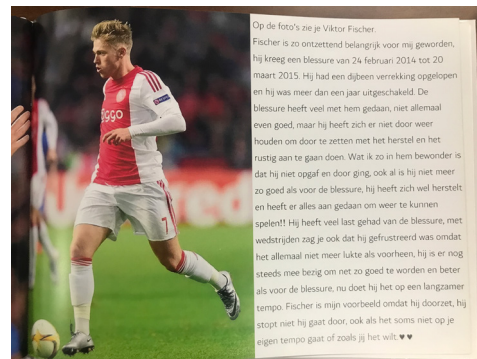 Op de foto's zie je Viktor Fischer.
Fischer is zo ontzettend belangrijk voor mij geworden,
hij kreeg een blessure van 24 februari 2014 tot 20
maart 2015. Hij had een dijbeen verrekking opgelopen
en hij was meer dan een jaar uitgeschakeld. De
blessure heeft veel met hem gedaan, niet allemaal
even goed, maar hij heeft zich er niet door weer
houden om door te zetten met het herstel en het
rustig aan te gaan doen. Wat ik zo in hem bewonder is
dat hij niet opgaf en door ging, ook al is hij niet meer
zo goed als voor de blessure, hij heeft zich wel herstelt
en heeft er alles aan gedaan om weer te kunnen
spelen!! Hij heeft veel last gehad van de blessure, met
wedstrijden zag je ook dat hij gefrustreerd was omdat
het allemaal niet meer lukte als voorheen, hij is er nog
steeds mee bezig om net zo goed te worden en beter
als voor de blessure, nu doet hij het op een langzamer
tempo. Fischer is mijn voorbeeld omdat hij doorzet, hij
stopt niet hij gaat door, ook als het soms niet op je
eigen tempo gaat of zoals jij het wilt.♥♥
ziggo
7